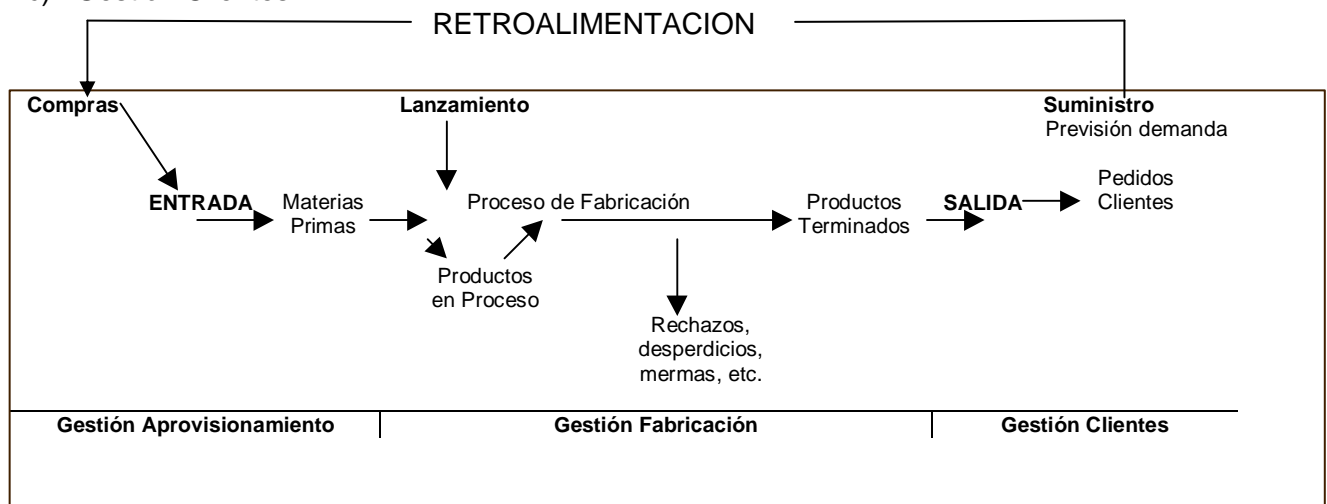 RETROALIMENTACION
Compras
Lanzamiento
Suministro
Previsión demanda
ENTRADA
Materias
Primas
Proceso de Fabricación
Productos
en Proceso
Rechazos,
desperdicios,
mermas, etc.
Productos
Terminados
SALIDA
Pedidos
Clientes
Gestión Aprovisionamiento
Gestión Fabricación
Gestión Clientes